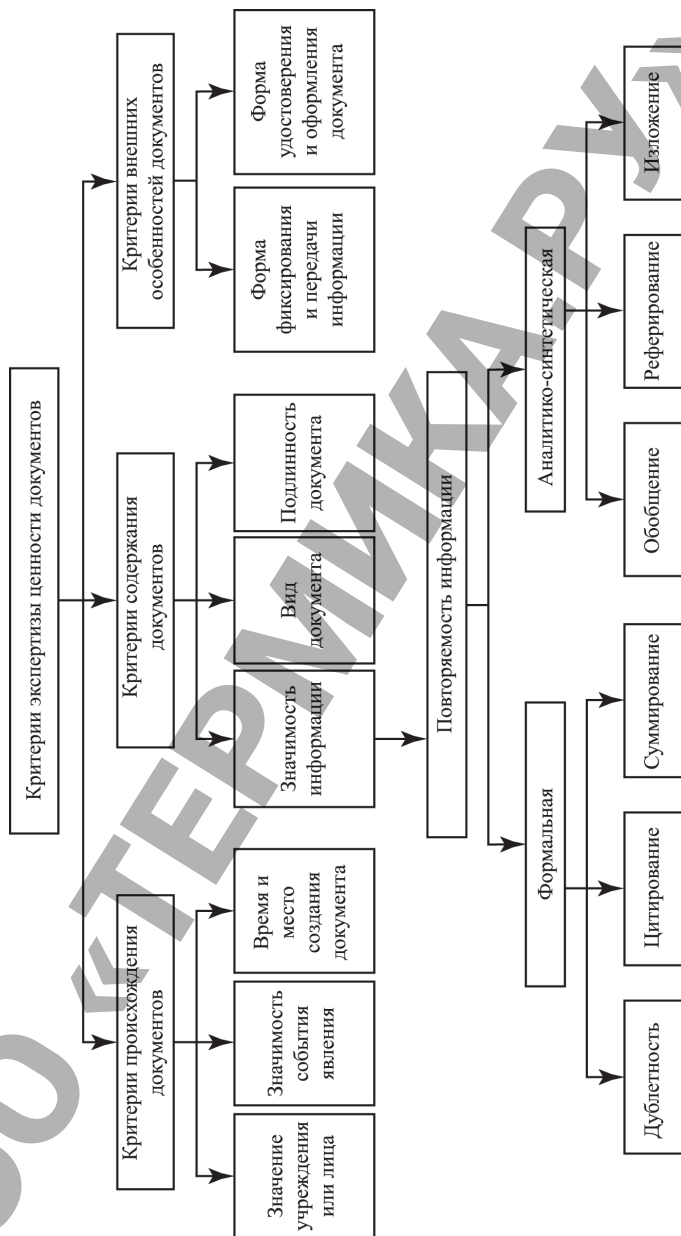 Критерии экспертизы ценности документов
Критерии происхождения
документов
Критерии содержания
документов
Критерии внешних
особенностей документов
Значение
учреждения
или лица
Значимость
события
явления
Время и
место
создания
документа
Значимость
информации
Вид
документа
Подлинность
документа
Форма
фиксирования
и передачи
информации
Форма
удостоверения
и оформления
документа
Повторяемость информации
Формальная
Аналитико-синтетическая
Дублетность
Цитирование
Суммирование
Обобщение
Реферирование
Изложение
«ТЕРМИКА.РУ»